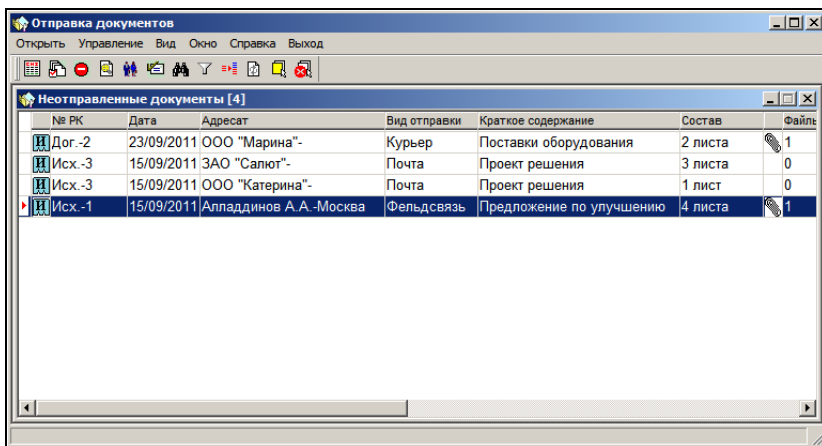 Отправка документов
Открыть Управление Вид Окно Справка Выход
Неотправленные документы [4]
№ РК Дата Адресат Вид отправки Краткое содержание Состав Файль
И Дог.-2 23/09/2011 ООО "Марина"- Курьер Поставки оборудования 2 листа 1
И Исх.-3 15/09/2011 ЗАО "Салют"- Почта Проект решения 3 листа 0
И Исх.-3 15/09/2011 ООО "Катерина"- Почта Проект решения 1 лист 0
И Исх.-1 15/09/2011 Алладдинов А.А.-Москва Фельдсвязь Предложение по улучшению 4 листа 1